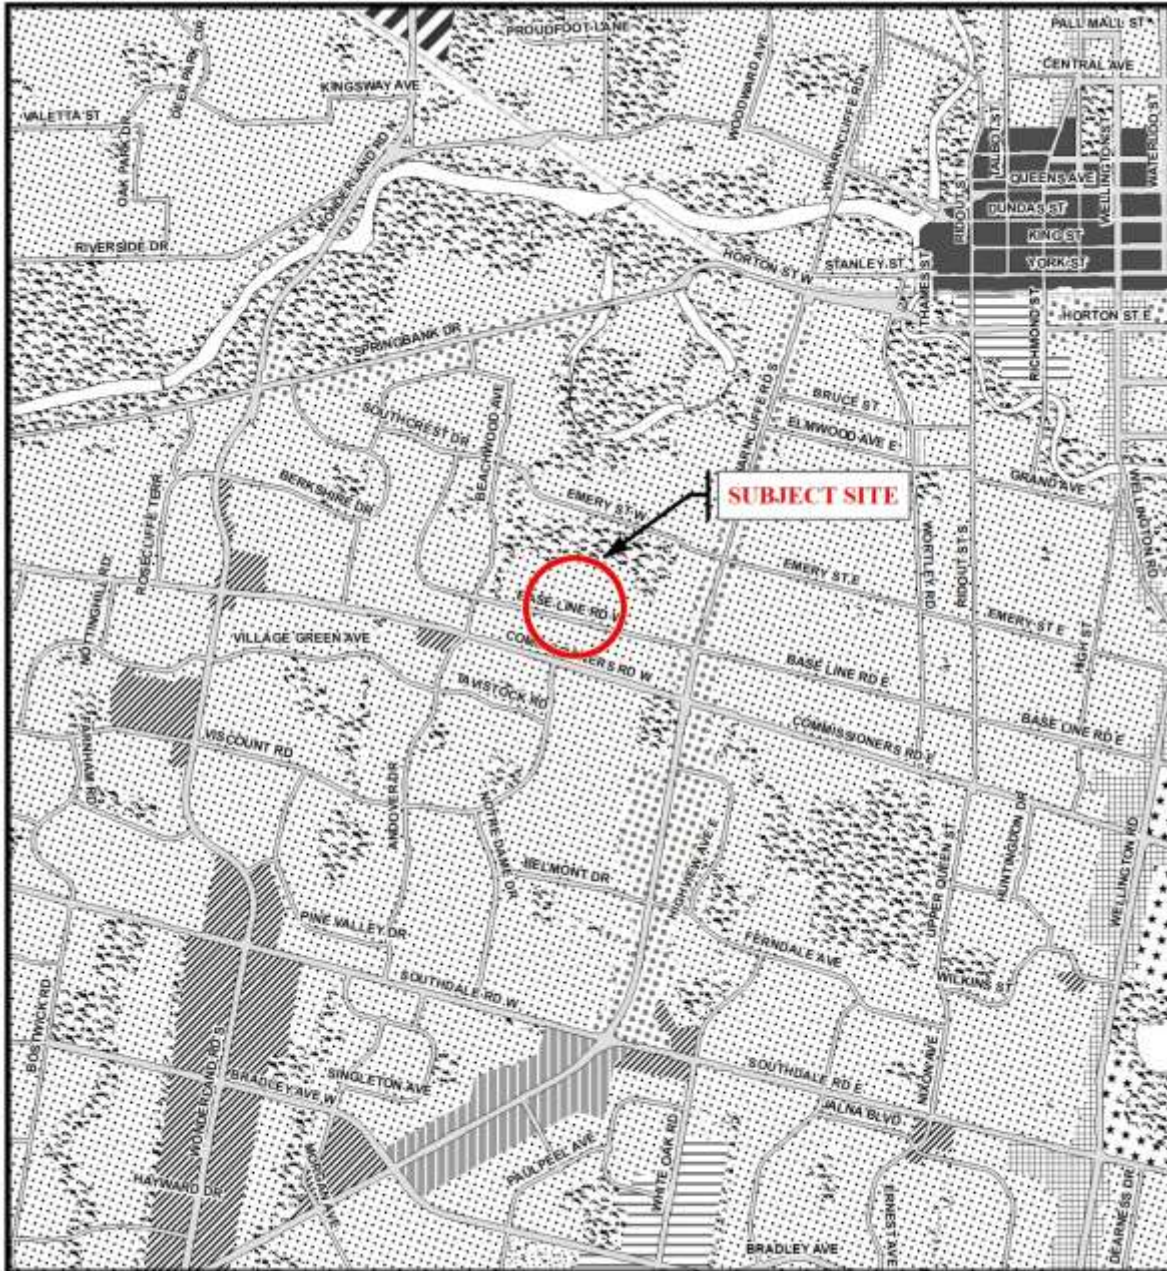 PROUDFOOT LANE
PALL MALL ST
CENTRAL AVE
DEER PARK CIR
KINGSWAY AVE
WOODWARD AVE
WHARNCLIFFE RD N
VALETTA ST
OAK PARK DR
WONDERLAND RD N
TALBOT ST
WELLINGTON S
WATERLOO ST
QUEENS AVE
RIDOUT ST N
DUNDAS ST
KING ST
YORK ST
RIVERSIDE DR
HORTON ST W
STANLEY ST
THAMES ST
RICHMOND ST
HORTON ST E
SPRINGBANK DR
BRUCE ST
ELMWOOD AVE E
SOUTHCREST DR
BEACHWOOD AVE
BERKSHIRE DR
ROSECLIFFE TERR
GRAND AVE
WELLINGTON RD
SUBJECT SITE
EMERY ST W
WORTLEY RD
RIDOUT ST S
EMERY ST E
EMERY ST E
HIGH ST
NOTTINGHILL RD
BASE LINE RD W
VILLAGE GREEN AVE
RD W
BASE LINE RD E
TAVISTOCK RD
COMMISSIONERS RD E
BASE LINE RD E
FARNHAM RD
VISCOUNT RD
ANDOVER DR
NOTRE DAME DR
HUNTINGDON DR
UPPER QUEEN ST
WELLINGTON RD
BELMONT DR
HIGHVIEW AVE E
PINE VALLEY DR
FERNDALE AVE
SOUTHDALE RD W
WILKINS ST
BOSTWICK RD
WONDERLAND RD S
BRADLEY AVE W
SINGLETON AVE
SOUTHDALE RD E
NIXON AVE
JALNA BLVD
PAULPEEL AVE
WHITE OAK RD
HAYWARD DR
MORGAN AVE
ERNEST AVE
BRADLEY AVE
DEARNESS DR